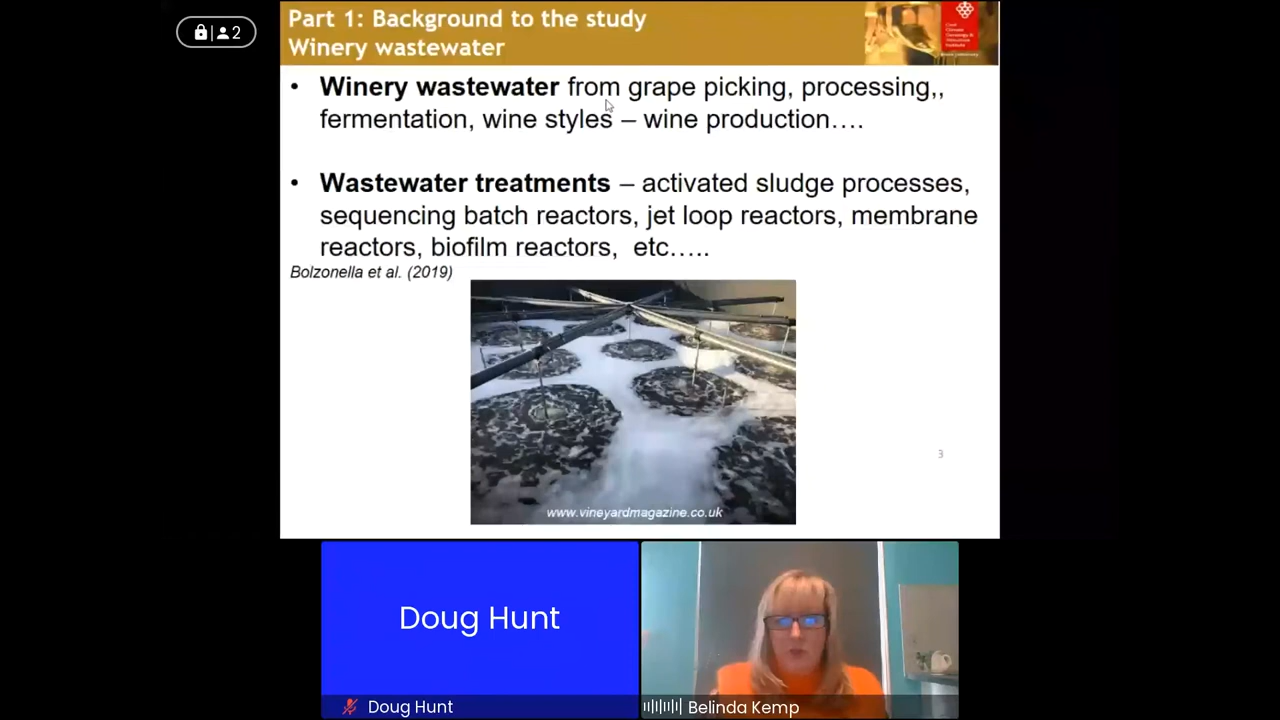 2
Part 1: Background to the study
Winery wastewater
• Winery wastewater from grape picking, processing,,
fermentation, wine styles – wine production….
• Wastewater treatments – activated sludge processes,
sequencing batch reactors, jet loop reactors, membrane
reactors, biofilm reactors,  etc…..
Bolzonella et al. (2019)
www.vineyardmagazine.co.uk
3
Doug Hunt
Doug Hunt
Belinda Kemp